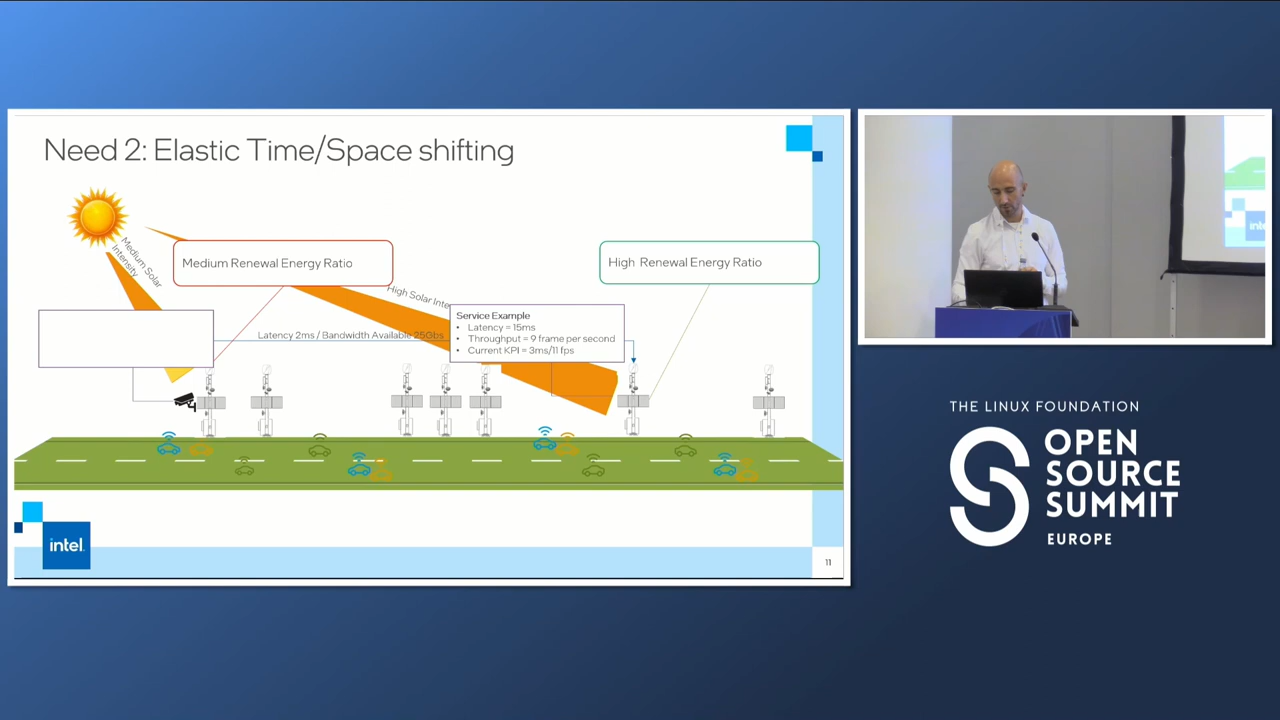 Need 2: Elastic Time/Space shifting
Medium Solar
Intensity
Medium Renewal Energy Ratio
High Renewal Energy Ratio
High Solar Inte
Service Example
• Latency = 15ms
• Throughput = 9 frame per second
• Current KPI = 3ms/11 fps
Latency 2ms / Bandwidth Available 25Gbs
intel.
11
THE LINUX FOUNDATION
OPEN
SOURCE
SUMMIT
EUROPE